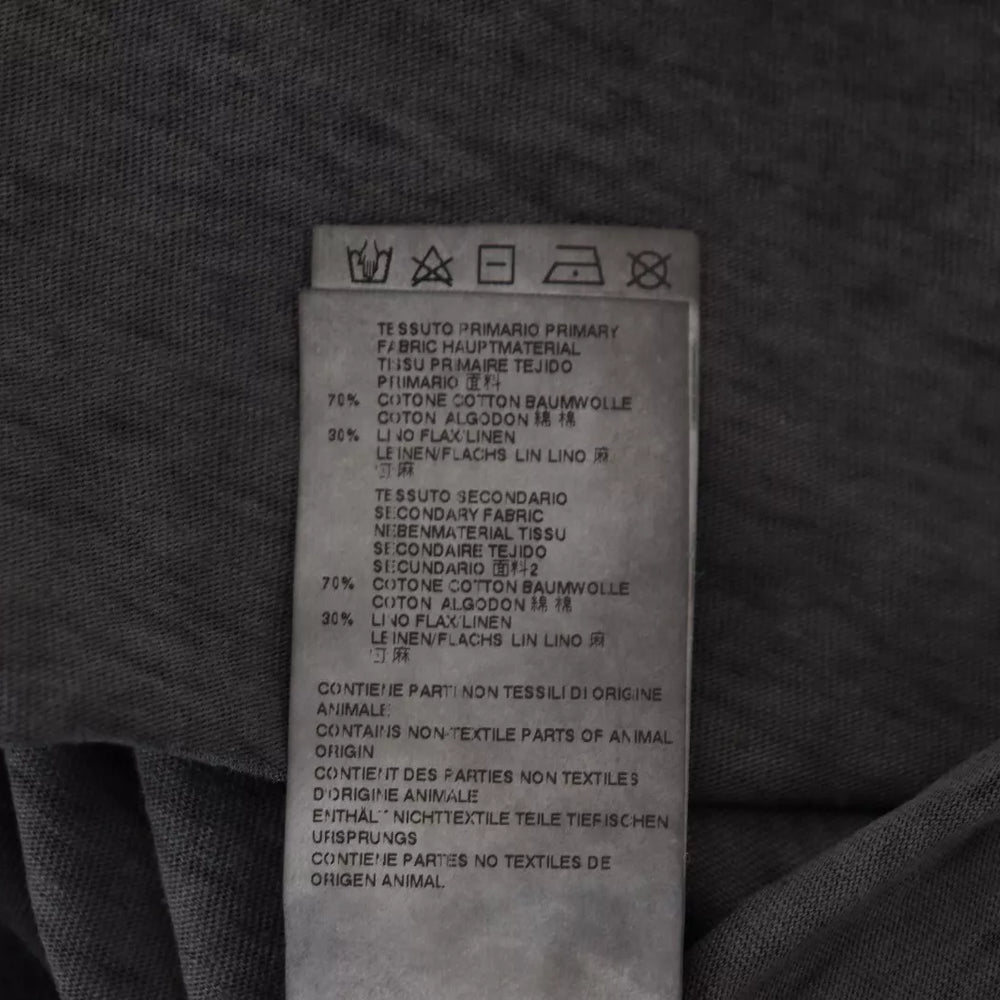 TESSUTO PRIMARIO PRIMARY
FABRIC HAUPTMATERIAL
TISSU PRIMAIRE TEJIDO
PRIMARIO 面料
70% COTONE COTTON BAUMWOLLE
COTON ALGODON 綿 棉
30% LINO FLAX/LINEN
LEINEN/FLACHS LIN LINO 麻
麻
TESSUTO SECONDARIO
SECONDARY FABRIC
NEBENMATERIAL TISSU
SECONDAIRE TEJIDO
SECUNDARIO 面料2
70% COTONE COTTON BAUMWOLLE
COTON ALGODON 綿 棉
30% LINO FLAX/LINEN
LEINEN/FLACHS LIN LINO 麻
麻
CONTIENE PARTI NON TESSILI DI ORIGINE
ANIMALE
CONTAINS NON-TEXTILE PARTS OF ANIMAL
ORIGIN
CONTIENT DES PARTIES NON TEXTILES
D'ORIGINE ANIMALE
ENTHÄLT NICHTTEXTILE TEILE TIERISCHEN
URSPRUNGS
CONTIENE PARTES NO TEXTILES DE
ORIGEN ANIMAL